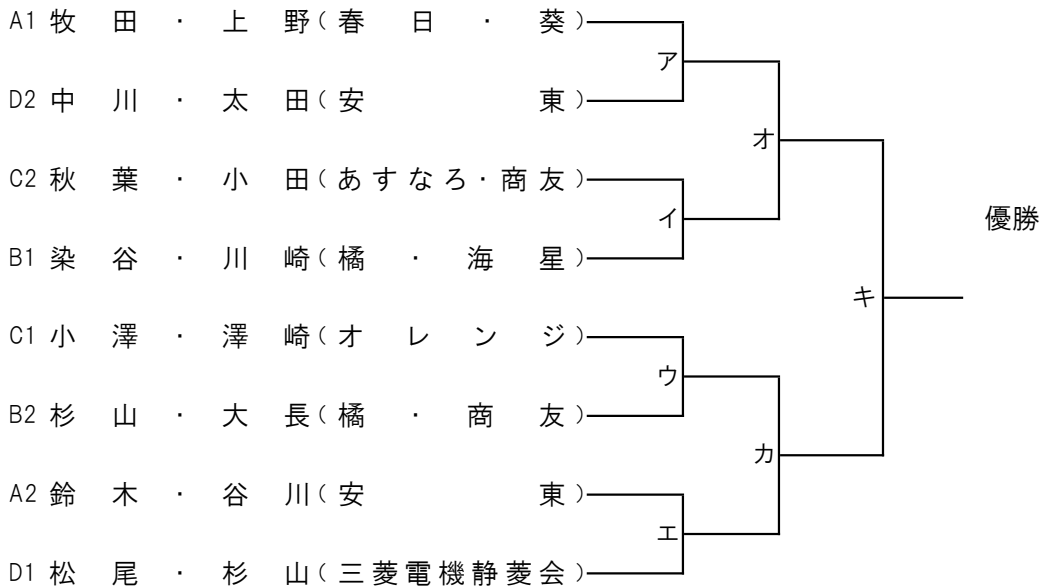 A1 牧田・上野（春日・葵）
ア
D2 中川・太田（安東）
オ
C2 秋葉・小田（あすなろ・商友）
イ
優勝
B1 染谷・川崎（橘・海星）
キ
C1 小澤・澤崎（オレンジ）
ウ
B2 杉山・大長（橘・商友）
カ
A2 鈴木・谷川（安東）
エ
D1 松尾・杉山（三菱電機静菱会）